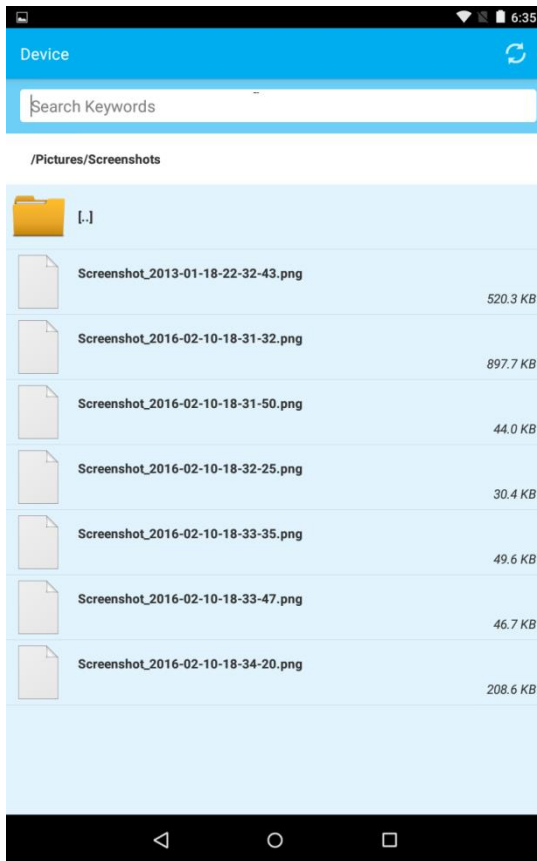 6:35
Device
Search Keywords
/Pictures/Screenshots
[..]
Screenshot_2013-01-18-22-32-43.png
520.3 KB
Screenshot_2016-02-10-18-31-32.png
897.7 KB
Screenshot_2016-02-10-18-31-50.png
44.0 KB
Screenshot_2016-02-10-18-32-25.png
30.4 KB
Screenshot_2016-02-10-18-33-35.png
49.6 KB
Screenshot_2016-02-10-18-33-47.png
46.7 KB
Screenshot_2016-02-10-18-34-20.png
208.6 KB